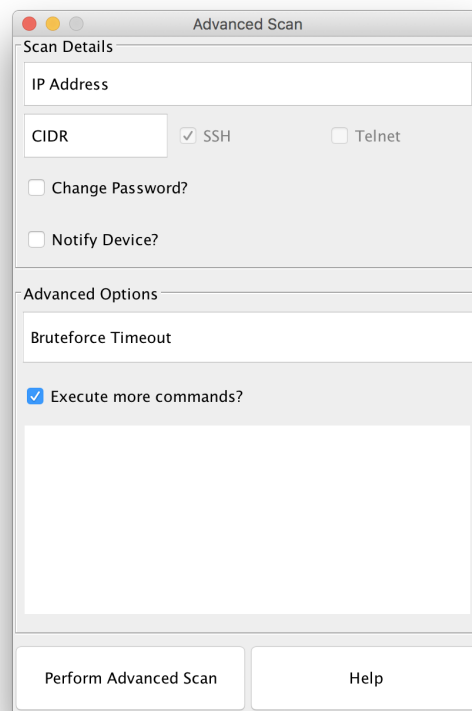 Advanced Scan
Scan Details
IP Address
CIDR
SSH
Telnet
Change Password?
Notify Device?
Advanced Options
Bruteforce Timeout
Execute more commands?
Perform Advanced Scan
Help